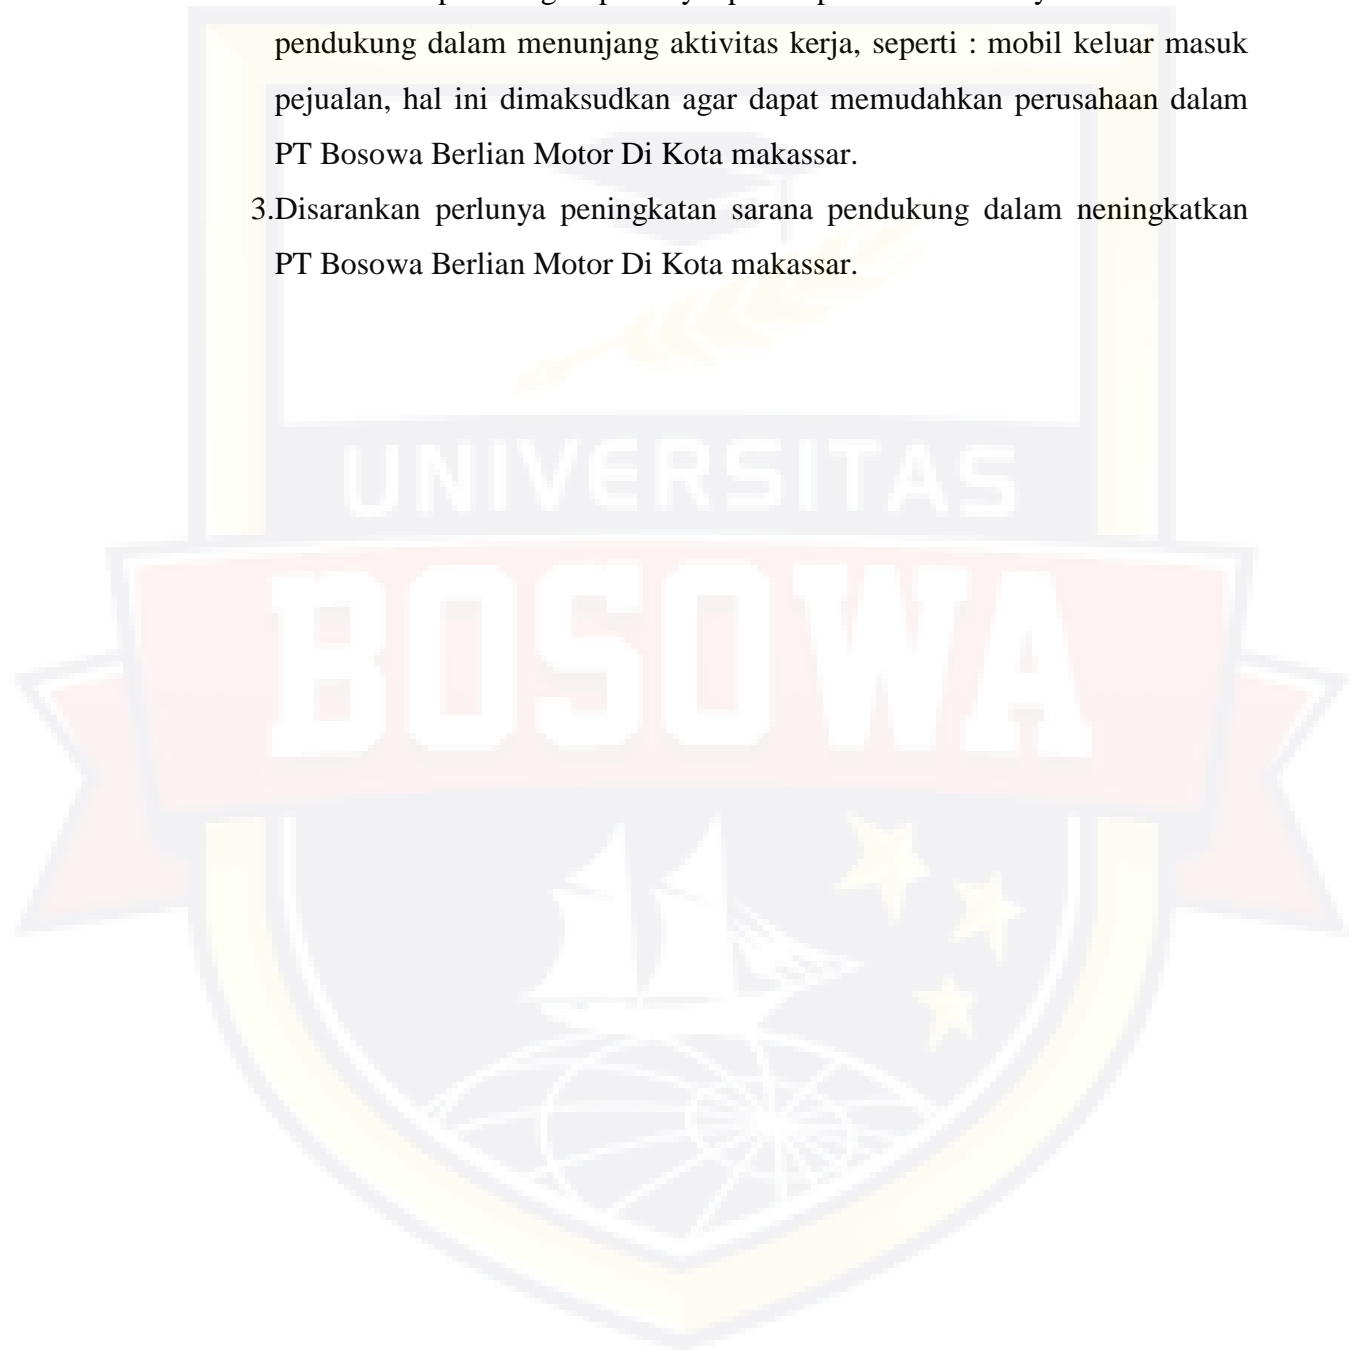 pendukung dalam menunjang aktivitas kerja, seperti : mobil keluar masuk
pejualan, hal ini dimaksudkan agar dapat memudahkan perusahaan dalam
PT Bosowa Berlian Motor Di Kota makassar.
3.Disarankan perlunya peningkatan sarana pendukung dalam neningkatkan
PT Bosowa Berlian Motor Di Kota makassar.
UNIVERSITAS
BOSOWA